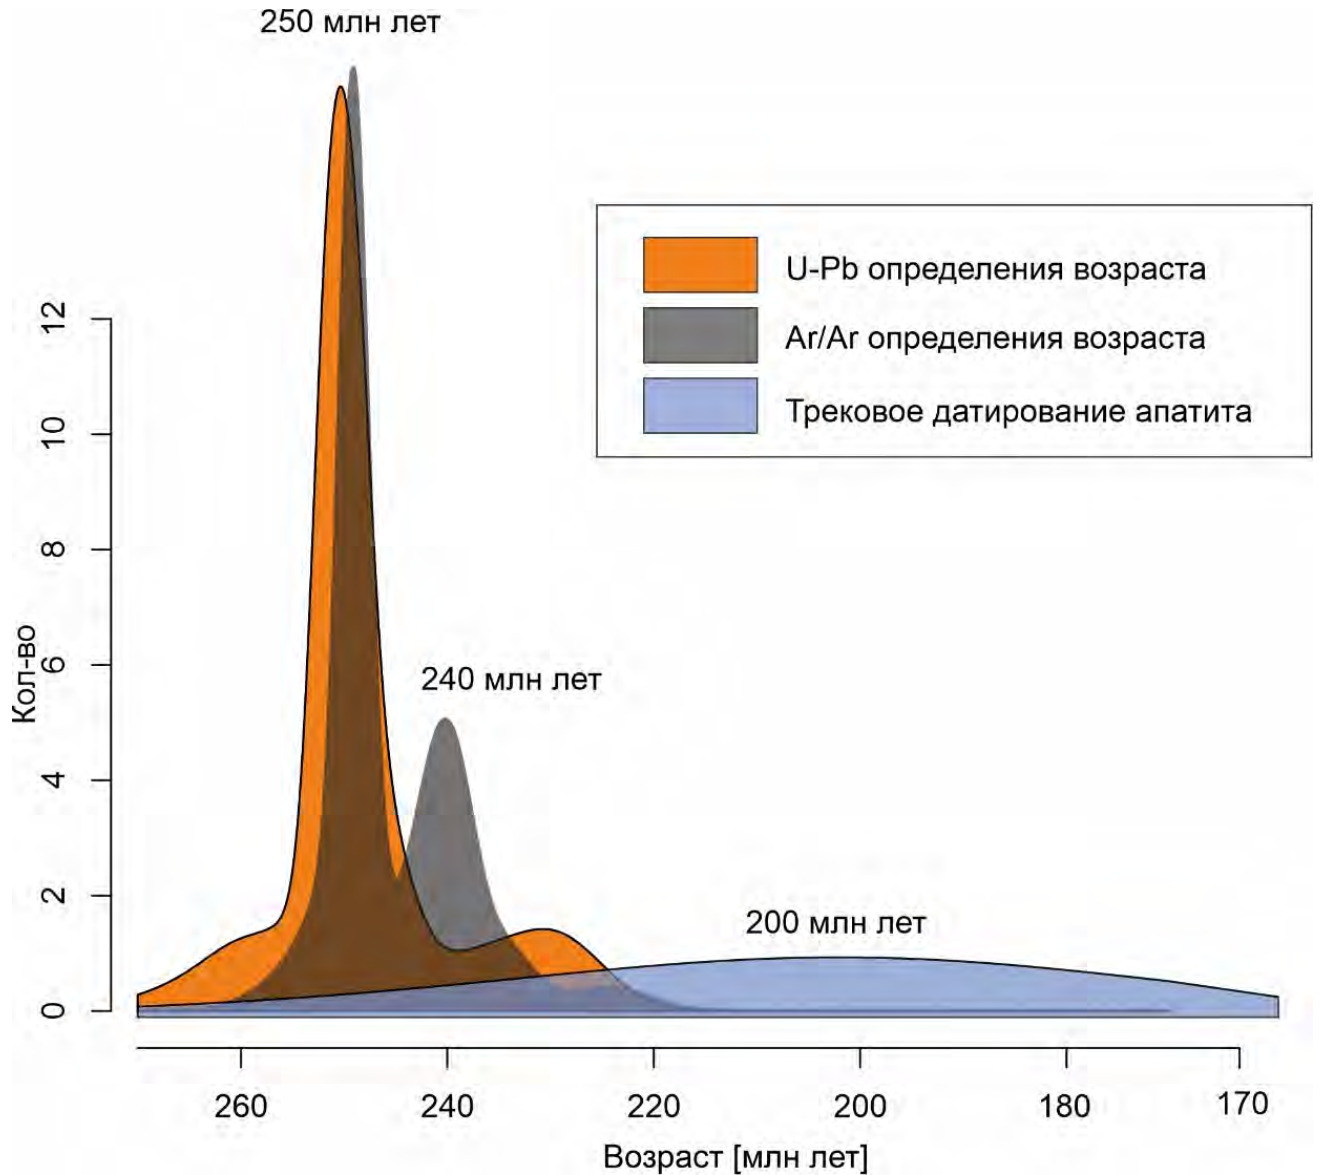 250 млн лет
U-Pb определения возраста
Ar/Ar определения возраста
Трековое датирование апатита
12
10
8
6
4
2
0
Кол-во
240 млн лет
200 млн лет
260
240
220
200
180
170
Возраст [млн лет]